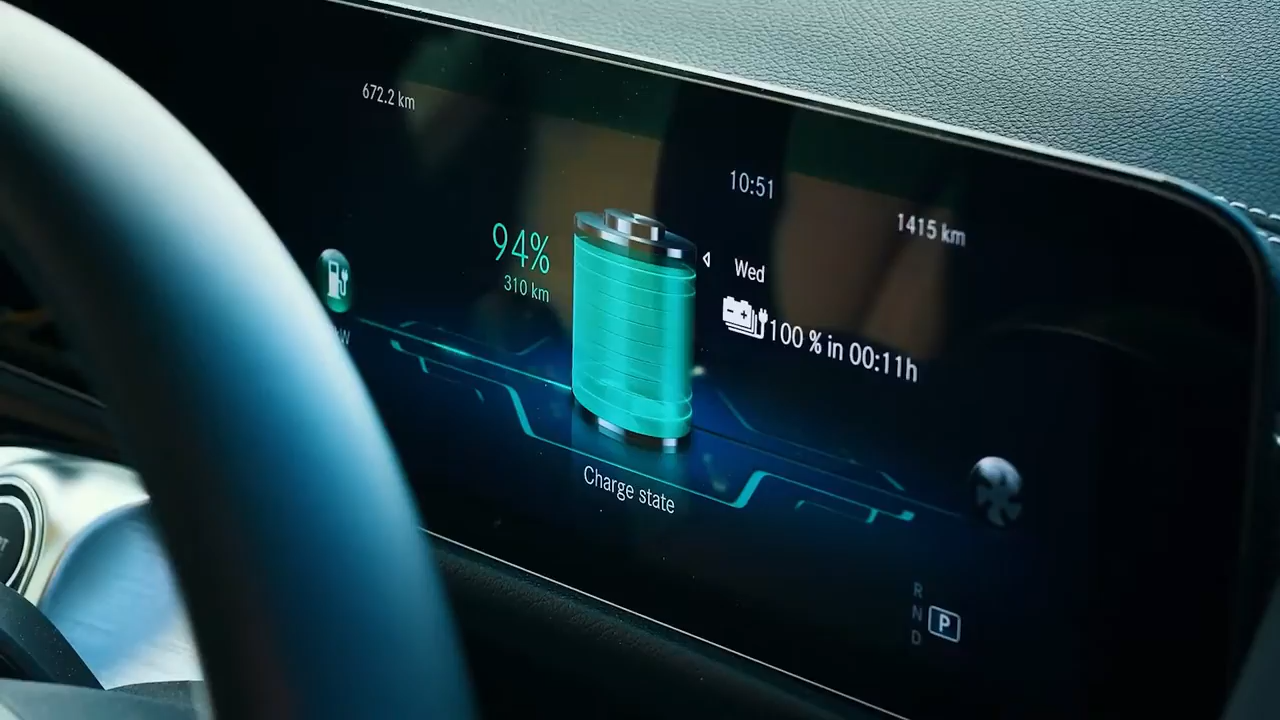 672.2 km
10:51
1415 km
94%
310 km
Wed
100 % in 00:11h
Charge state
R
N
D
P